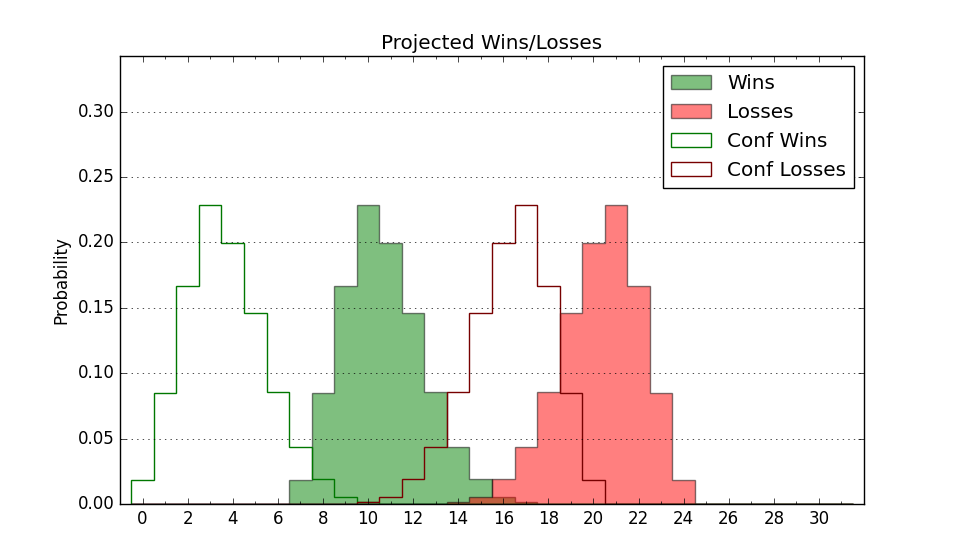 Projected Wins/Losses
Wins
Losses
Conf Wins
Conf Losses
Probability
0.30
0.25
0.20
0.15
0.10
0.05
0.00
0 2 4 6 8 10 12 14 16 18 20 22 24 26 28 30